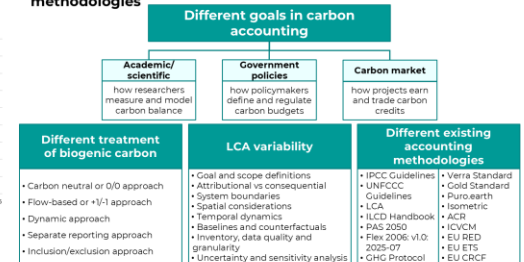 methodologies
Different goals in carbon
accounting
Academic/
scientific
how researchers
measure and model
carbon balance
Government
policies
how policymakers
define and regulate
carbon budgets
Carbon market
how projects earn
and trade carbon
credits
Different treatment
of biogenic carbon
• Carbon neutral or 0/0 approach
• Flow-based or +1/-1 approach
• Dynamic approach
• Separate reporting approach
• Inclusion/exclusion approach
LCA variability
• Goal and scope definitions
• Attributional vs consequential
• System boundaries
• Spatial considerations
• Temporal dynamics
• Baselines and counterfactuals
• Inventory, data quality and
granularity
• Uncertainty and sensitivity analysis
Different existing
accounting
methodologies
• IPCC Guidelines
• UNFCCC
Guidelines
• LCA
• ILCD Handbook
• PAS 2050
• Flex 2006: v1.0:
2025-07
• GHG Protocol
• Verra Standard
• Gold Standard
• Puro.earth
• Isometric
• ACR
• ICVCM
• EU RED
• EU ETS
• EU CRCF